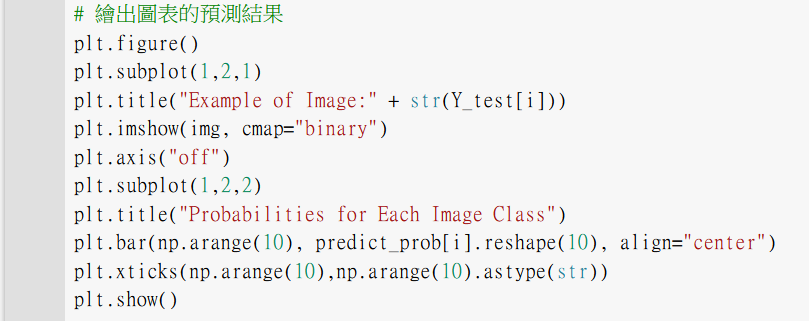 # 繪出圖表的預測結果
plt.figure()
plt.subplot(1,2,1)
plt.title("Example of Image:" + str(Y_test[i]))
plt.imshow(img, cmap="binary")
plt.axis("off")
plt.subplot(1,2,2)
plt.title("Probabilities for Each Image Class")
plt.bar(np.arange(10), predict_prob[i].reshape(10), align="center")
plt.xticks(np.arange(10),np.arange(10).astype(str))
plt.show()